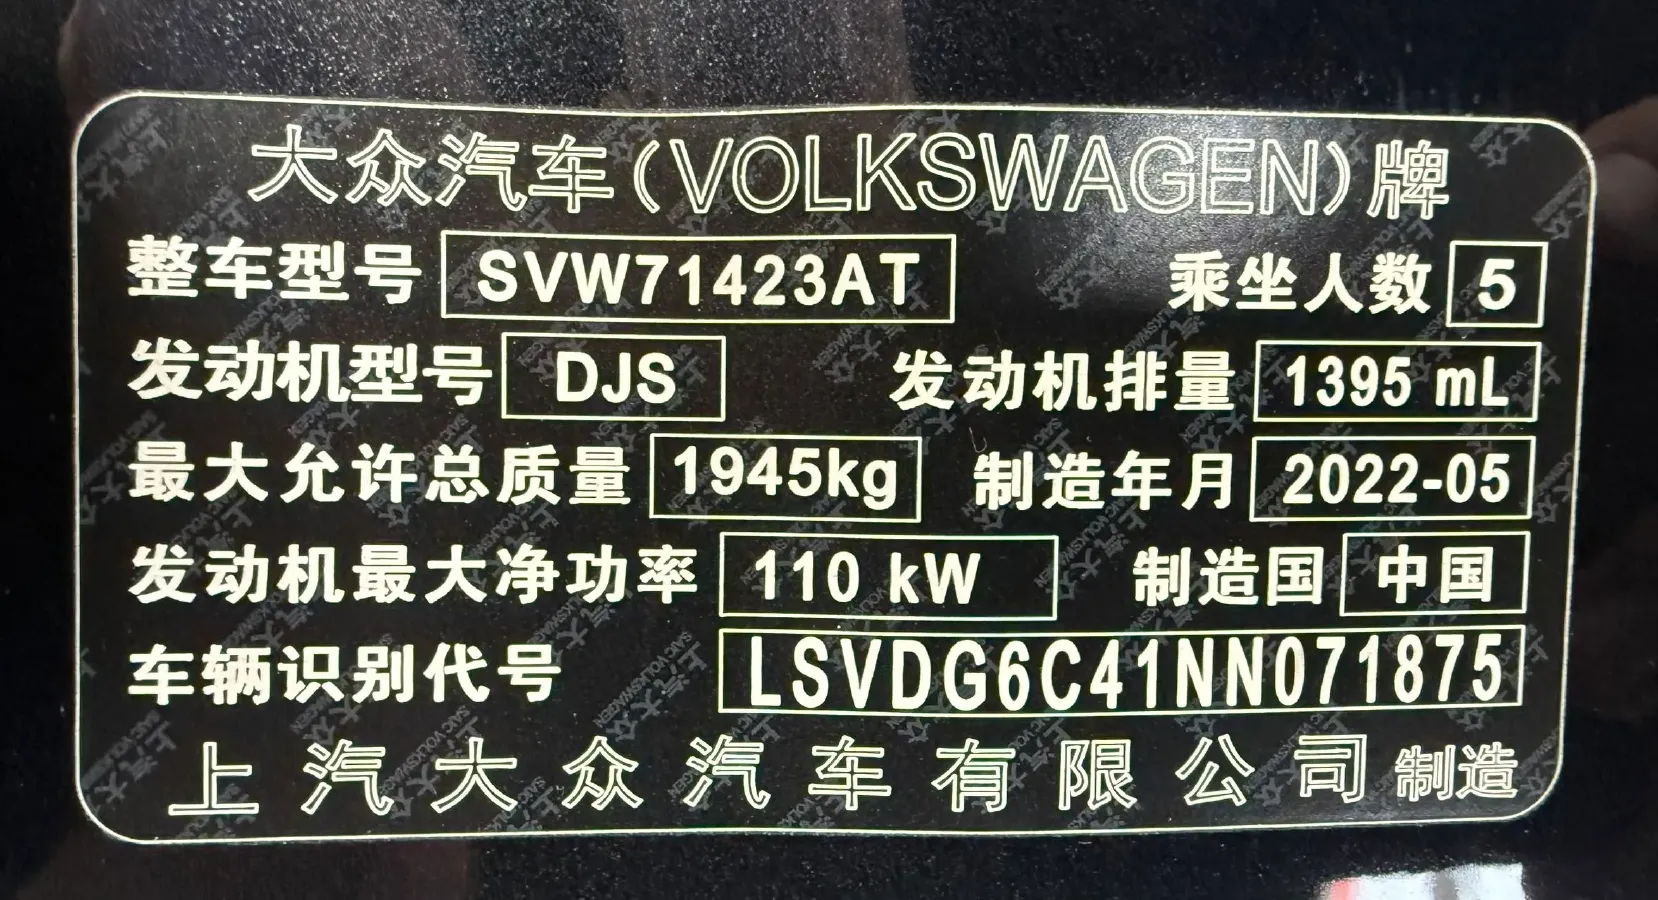 大众汽车(VOLKSWAGEN)牌
整车型号 SVW71423AT 乘坐人数 5
发动机型号 DJS 发动机排量 1395 mL
最大允许总质量 1945kg 制造年月 2022-05
发动机最大净功率 110 kW 制造国 中国
车辆识别代号 LSVDG6C41NN071875
上汽大众汽车有限公司 制造